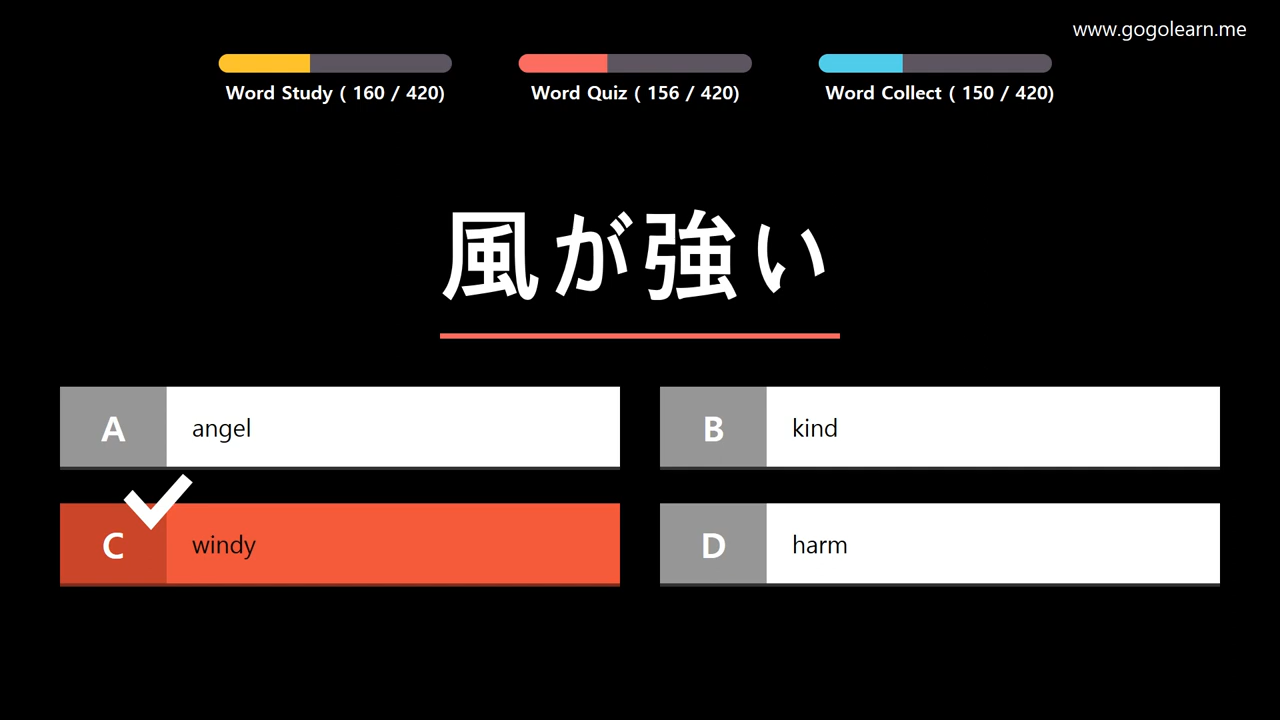 www.gogolearn.me
Word Study ( 160 / 420)
Word Quiz ( 156 / 420)
Word Collect ( 150 / 420)
風が強い
A angel
B kind
C windy
D harm